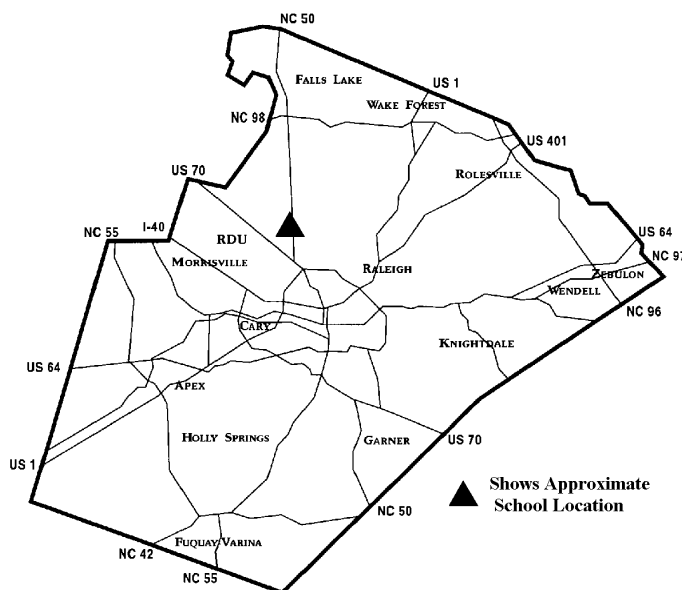 NC 50
FALLS LAKE
US 1
WAKE FOREST
NC 98
US 401
ROLESVILLE
US 70
NC 55
I-40
RDU
US 64
MORRISVILLE
RALEIGH
NC 97
ZEBULON
WENDELL
NC 96
CARY
KNIGHTDALE
US 64
APEX
HOLLY SPRINGS
GARNER
US 70
US 1
Shows Approximate
School Location
NC 50
FUQUAY-VARINA
NC 42
NC 55